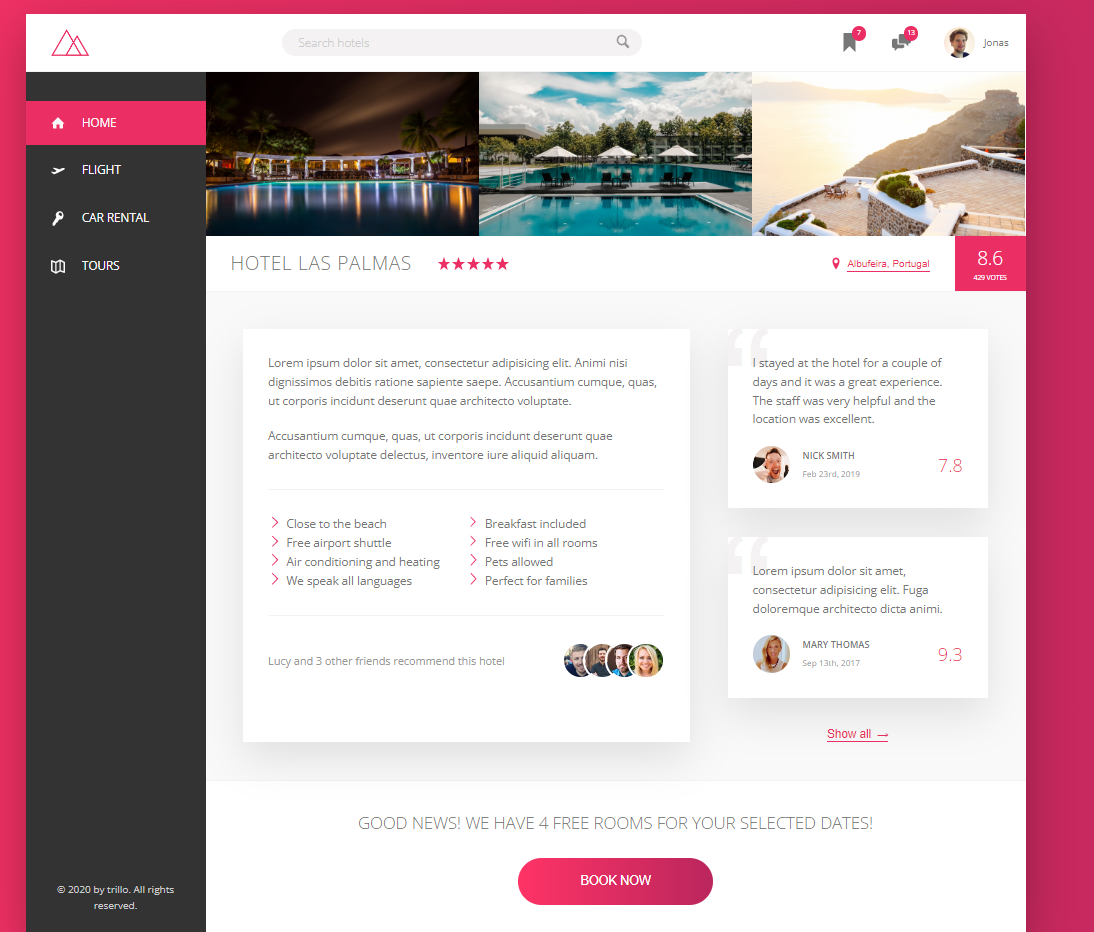 Search hotels
7
13
Jonas
HOME
FLIGHT
CAR RENTAL
TOURS
© 2020 by trillo. All rights
reserved.
HOTEL LAS PALMAS
Albufeira, Portugal
8.6
429 VOTES
Lorem ipsum dolor sit amet, consectetur adipisicing elit. Animi nisi
dignissimos debitis ratione sapiente saepe. Accusantium cumque, quas,
ut corporis incidunt deserunt quae architecto voluptate.
Accusantium cumque, quas, ut corporis incidunt deserunt quae
architecto voluptate delectus, inventore iure aliquid aliquam.
Close to the beach
Free airport shuttle
Air conditioning and heating
We speak all languages
Breakfast included
Free wifi in all rooms
Pets allowed
Perfect for families
Lucy and 3 other friends recommend this hotel
I stayed at the hotel for a couple of
days and it was a great experience.
The staff was very helpful and the
location was excellent.
NICK SMITH
Feb 23rd, 2019
7.8
Lorem ipsum dolor sit amet,
consectetur adipisicing elit. Fuga
doloremque architecto dicta animi.
MARY THOMAS
Sep 13th, 2017
9.3
Show all →
GOOD NEWS! WE HAVE 4 FREE ROOMS FOR YOUR SELECTED DATES!
BOOK NOW